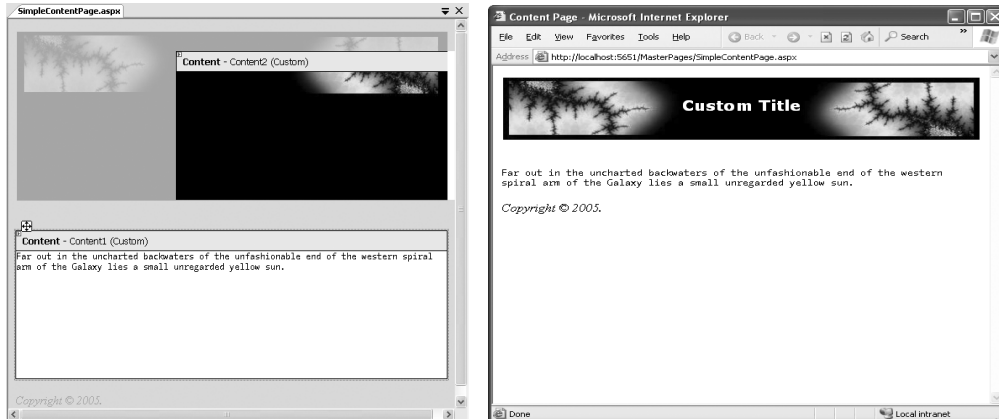 SimpleContentPage.aspx
Content - Content2 (Custom)
Content - Content1 (Custom)
Far out in the uncharted backwaters of the unfashionable end of the western spiral
arm of the Galaxy lies a small unregarded yellow sun.
Copyright © 2005.
Content Page - Microsoft Internet Explorer
File Edit View Favorites Tools Help Back Search »
Address http://localhost:5651/MasterPages/SimpleContentPage.aspx
Custom Title
Far out in the uncharted backwaters of the unfashionable end of the western
spiral arm of the Galaxy lies a small unregarded yellow sun.
Copyright © 2005.
Done Local intranet